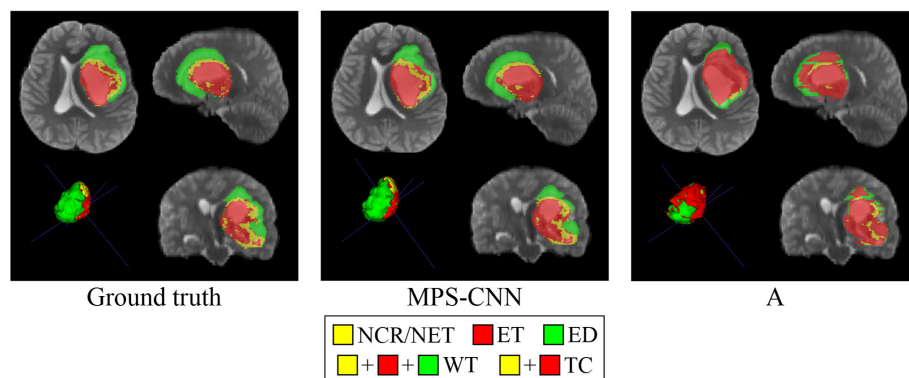 Ground truth MPS-CNN A
NCR/NET ET ED
+ + WT + TC